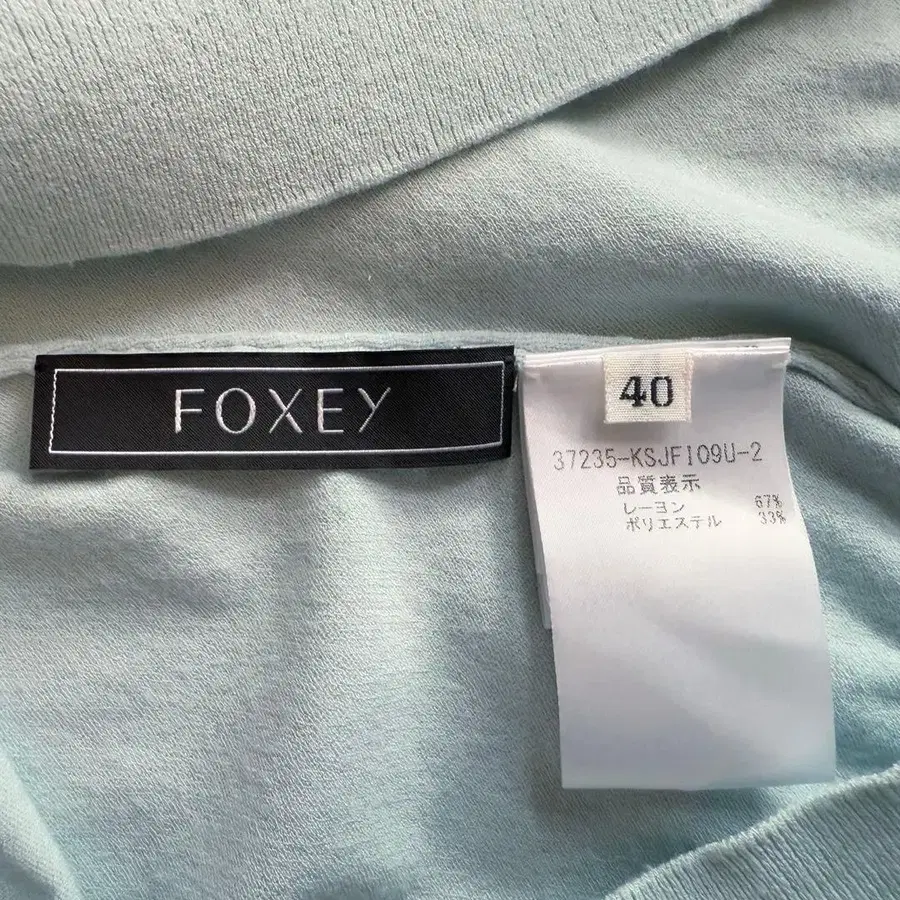 FOXEY
40
37235-KSJFI09U-2
品質表示
レーヨン 67%
ポリエステル 33%